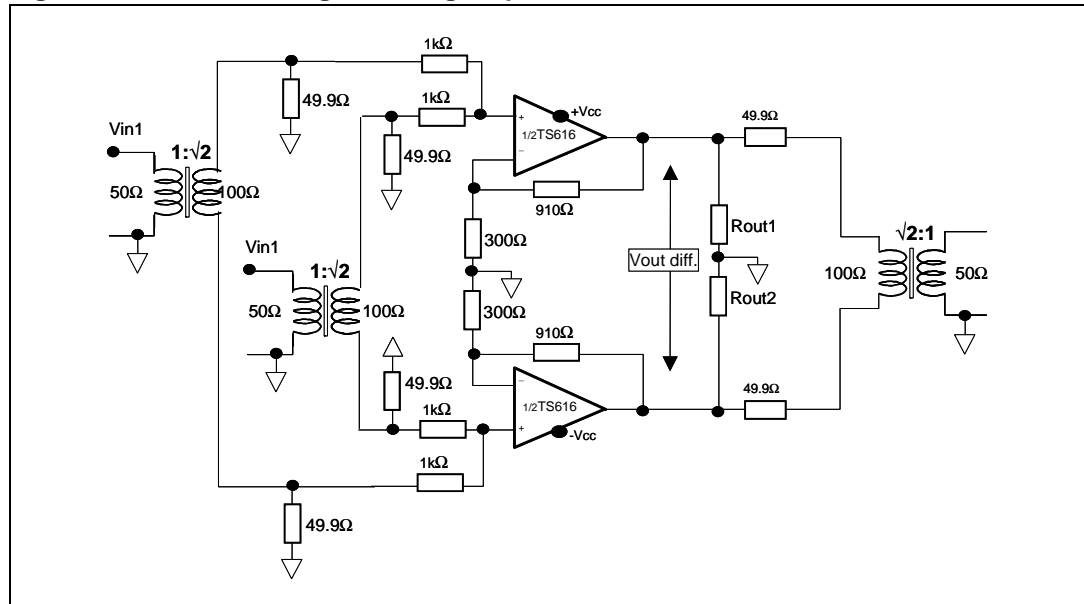 1kΩ
49.9Ω
1kΩ
+Vcc
49.9Ω
Vin1
1:√2
+
1/2TS616
_
49.9Ω
50Ω
100Ω
910Ω
300Ω
Rout1
Vin1
1:√2
Vout diff.
√2:1
50Ω
100Ω
300Ω
Rout2
100Ω
50Ω
910Ω
49.9Ω
_
1/2TS616
+
49.9Ω
1kΩ
-Vcc
1kΩ
49.9Ω